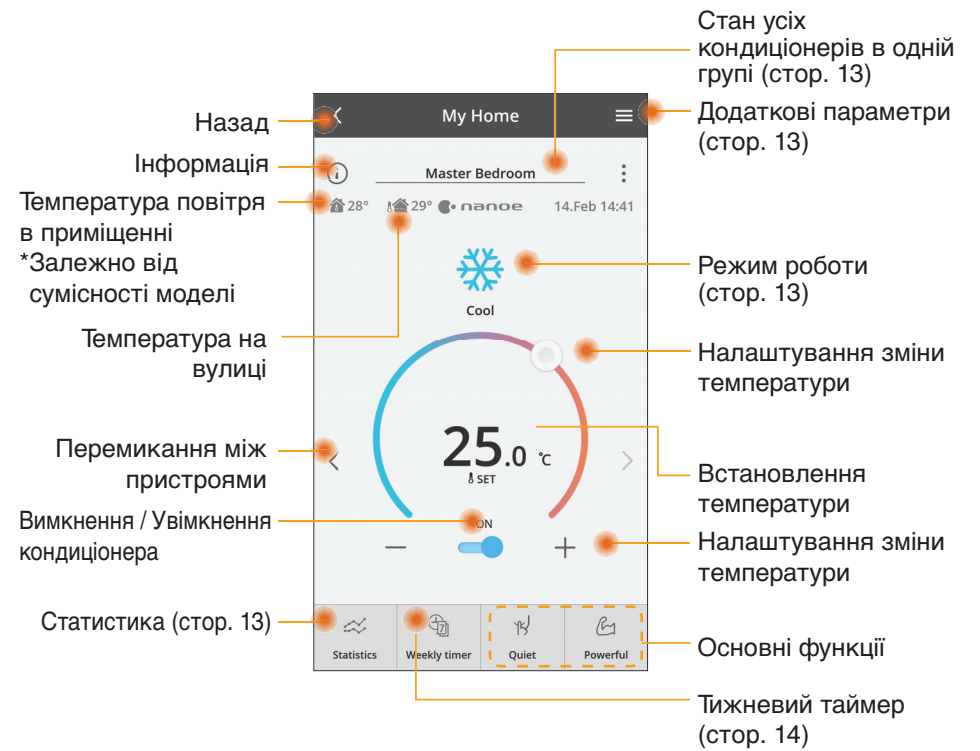 Стан усіх
кондиціонерів в одній
групі (стор. 13)
Додаткові параметри
(стор. 13)
Режим роботи
(стор. 13)
Налаштування зміни
температури
Встановлення
температури
Налаштування зміни
температури
Основні функції
Тижневий таймер
(стор. 14)
Назад
Інформація
Температура повітря
в приміщенні
*Залежно від
сумісності моделі
Температура на
вулиці
Перемикання між
пристроями
Вимкнення / Увімкнення
кондиціонера
Статистика (стор. 13)
My Home
Master Bedroom
28° 29° nanoe 14.Feb 14:41
Cool
25.0 °C
SET
ON
Statistics Weekly timer Quiet Powerful